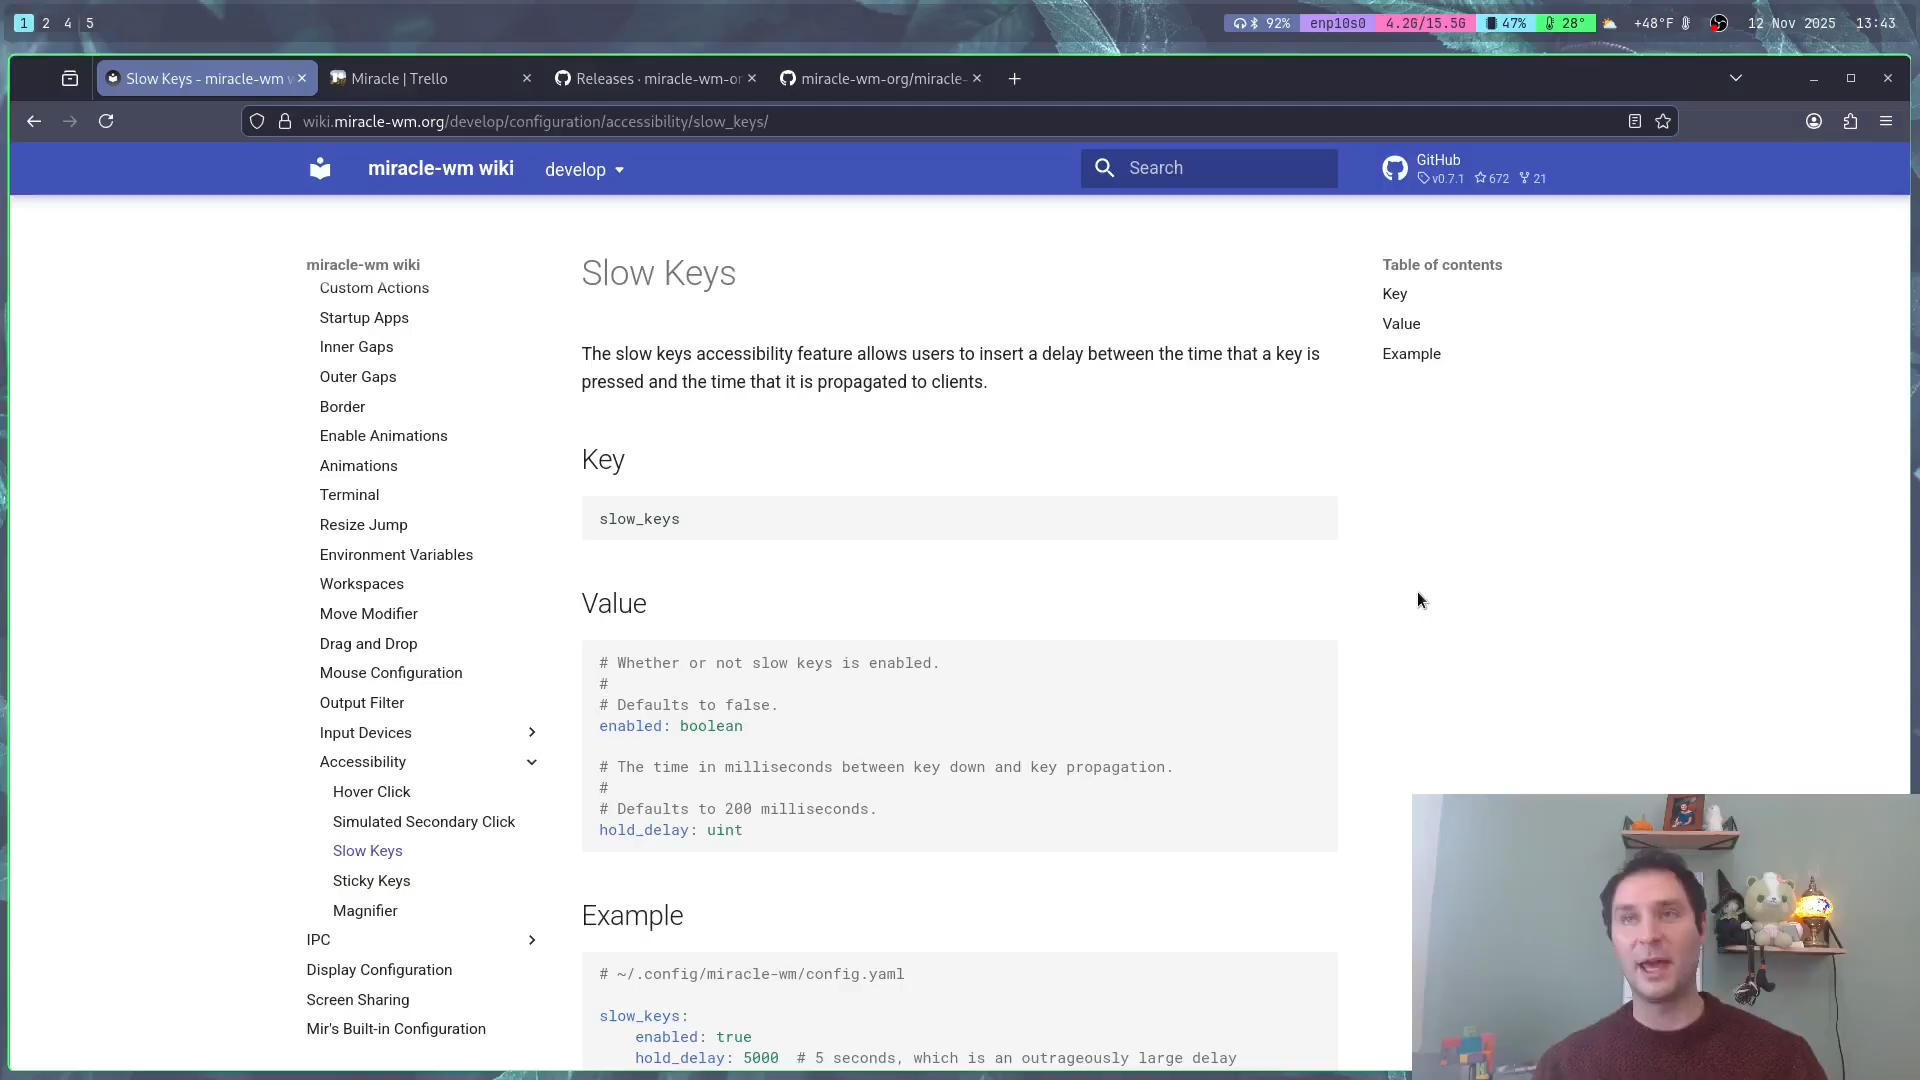 1 2 4 5
92% enp10s0 4.2G/15.5G 47% 28° +48°F 12 Nov 2025 13:43
Slow Keys - miracle-wm w
Miracle | Trello
Releases · miracle-wm-or
miracle-wm-org/miracle-
wiki.miracle-wm.org/develop/configuration/accessibility/slow_keys/
miracle-wm wiki
develop
Search
GitHub
v0.7.1 672 21
miracle-wm wiki
Custom Actions
Startup Apps
Inner Gaps
Outer Gaps
Border
Enable Animations
Animations
Terminal
Resize Jump
Environment Variables
Workspaces
Move Modifier
Drag and Drop
Mouse Configuration
Output Filter
Input Devices
Accessibility
Hover Click
Simulated Secondary Click
Slow Keys
Sticky Keys
Magnifier
IPC
Display Configuration
Screen Sharing
Mir's Built-in Configuration
Slow Keys
The slow keys accessibility feature allows users to insert a delay between the time that a key is
pressed and the time that it is propagated to clients.
Key
slow_keys
Value
# Whether or not slow keys is enabled.
#
# Defaults to false.
enabled: boolean
# The time in milliseconds between key down and key propagation.
#
# Defaults to 200 milliseconds.
hold_delay: uint
Example
# ~/.config/miracle-wm/config.yaml
slow_keys:
enabled: true
hold_delay: 5000 # 5 seconds, which is an outrageously large delay
Table of contents
Key
Value
Example